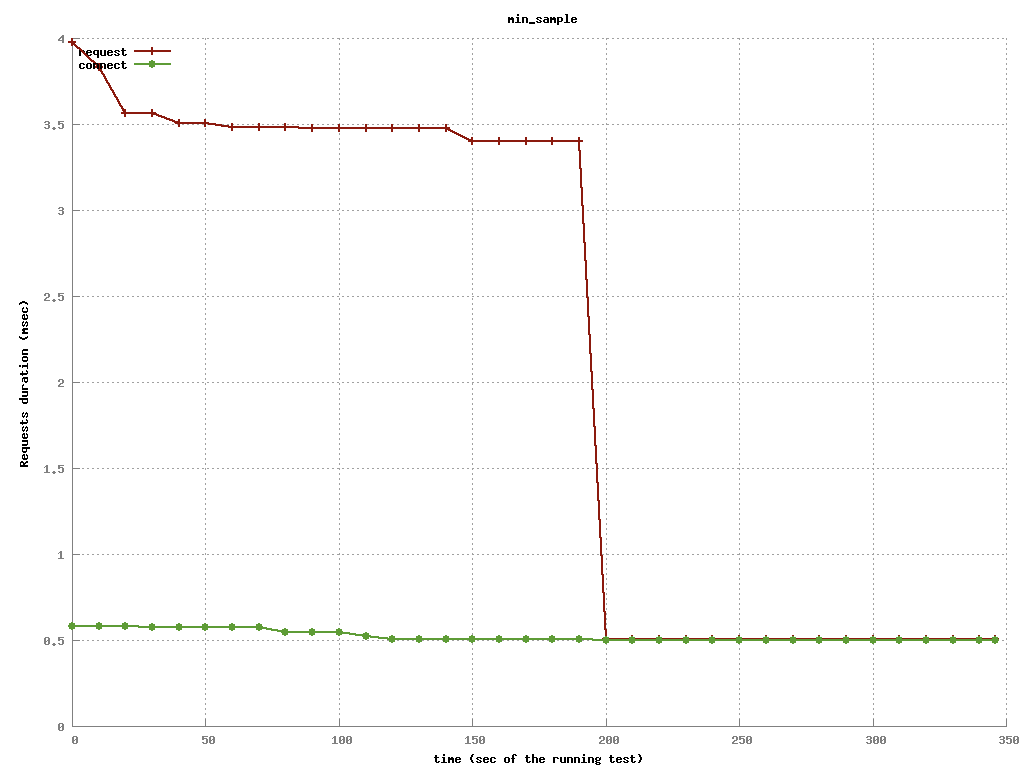 min_sample
request
connect
4
3.5
3
2.5
2
1.5
1
0.5
0
Requests duration (msec)
0 50 100 150 200 250 300 350
time (sec of the running test)